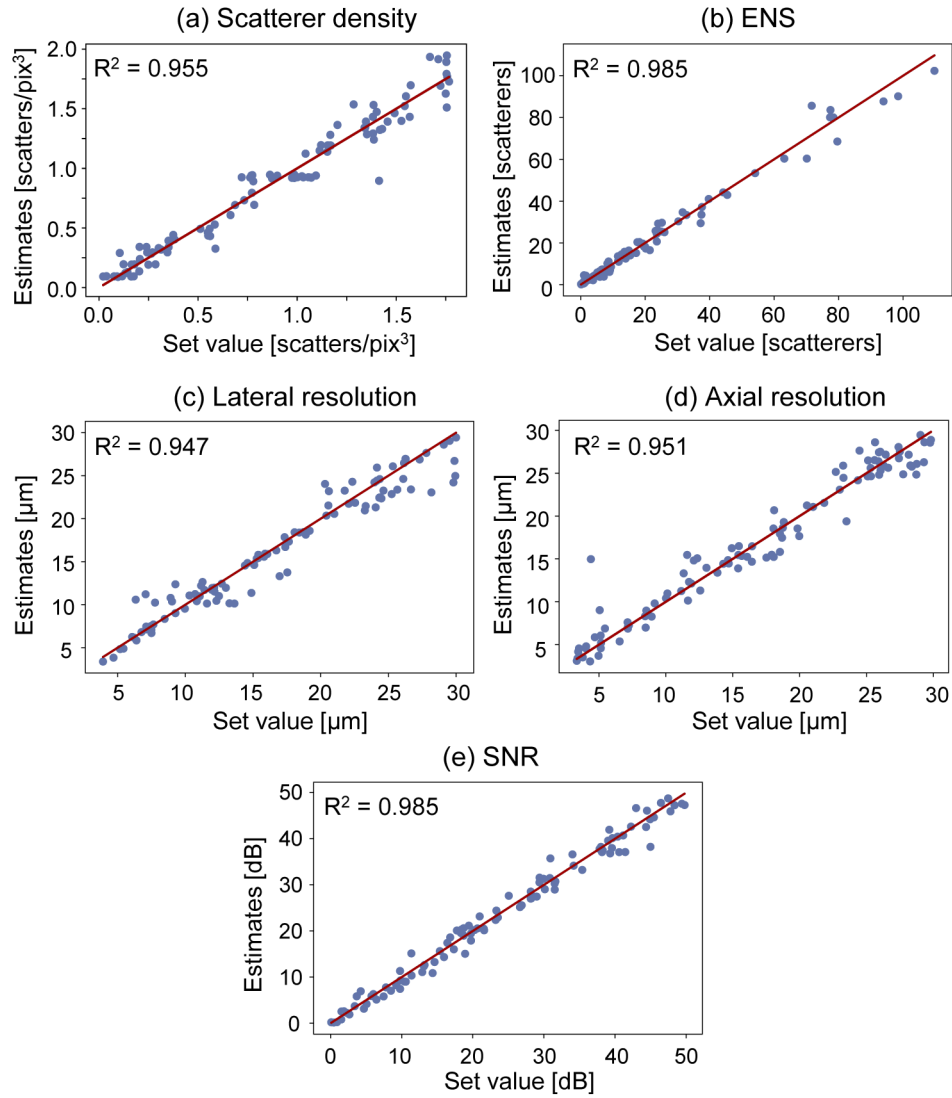 (a) Scatterer density
R² = 0.955
Estimates [scatters/pix³]
2.0
1.5
1.0
0.5
0.0
0.0 0.5 1.0 1.5
Set value [scatters/pix³]
(b) ENS
R² = 0.985
Estimates [scatterers]
100
80
60
40
20
0
0 20 40 60 80 100
Set value [scatterers]
(c) Lateral resolution
R² = 0.947
Estimates [µm]
30
25
20
15
10
5
5 10 15 20 25 30
Set value [µm]
(d) Axial resolution
R² = 0.951
Estimates [µm]
30
25
20
15
10
5
5 10 15 20 25 30
Set value [µm]
(e) SNR
R² = 0.985
Estimates [dB]
50
40
30
20
10
0
0 10 20 30 40 50
Set value [dB]